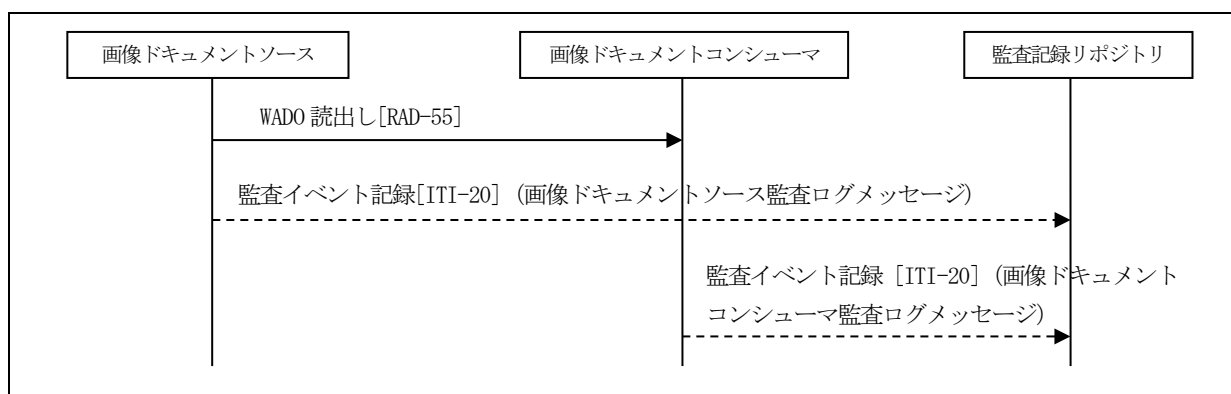 画像ドキュメントソース
画像ドキュメントコンシューマ
監査記録リポジトリ
WADO 読出し[RAD-55]
監査イベント記録[ITI-20] (画像ドキュメントソース監査ログメッセージ)
監査イベント記録 [ITI-20] (画像ドキュメント
コンシューマ監査ログメッセージ)